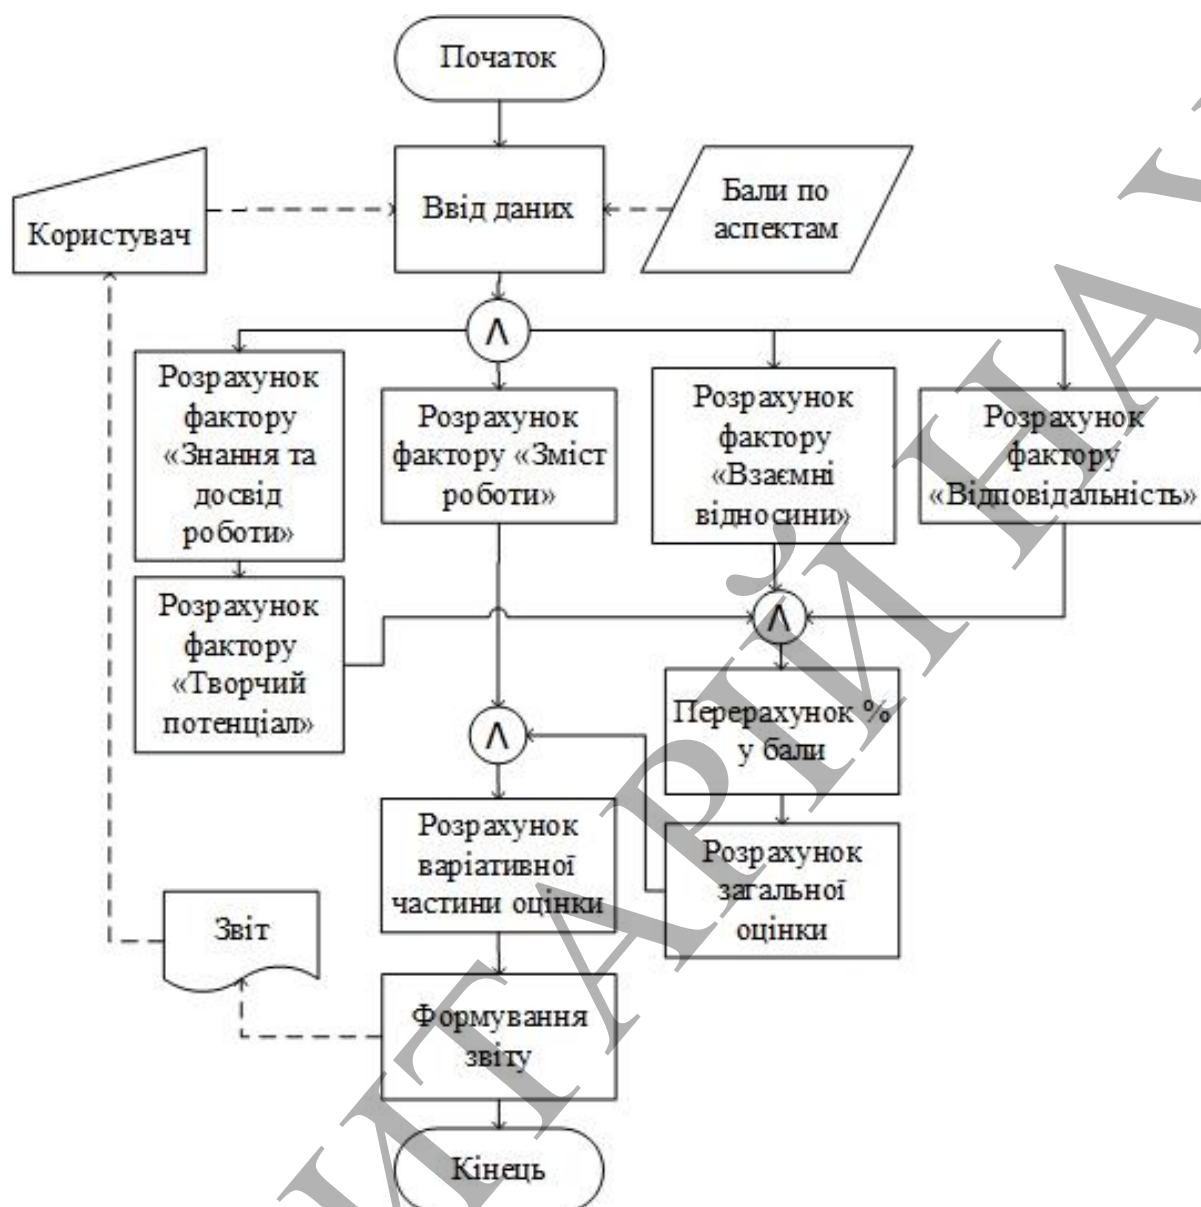 Початок
Користувач
Ввід даних
Бали по
аспектам
Λ
Розрахунок
фактору
«Знання та
досвід
роботи»
Розрахунок
фактору «Зміст
роботи»
Розрахунок
фактору
«Взаємні
відносини»
Розрахунок
фактору
«Відповідальність»
Розрахунок
фактору
«Творчий
потенціал»
Λ
Перерахунок %
у бали
Λ
Розрахунок
варіативної
частини оцінки
Розрахунок
загальної
оцінки
Звіт
Формування
звіту
Кінець
ИТАРІЙ НАУ